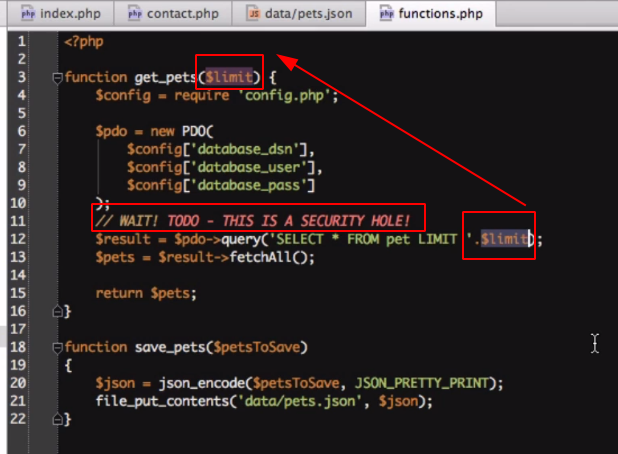 index.php contact.php data/pets.json functions.php
1 <?php
2
3 function get_pets($limit) {
4 $config = require 'config.php';
5
6 $pdo = new PDO(
7 $config['database_dsn'],
8 $config['database_user'],
9 $config['database_pass']
10 );
11 // WAIT! TODO - THIS IS A SECURITY HOLE!
12 $result = $pdo->query('SELECT * FROM pet LIMIT '.$limit);
13 $pets = $result->fetchAll();
14
15 return $pets;
16 }
17
18 function save_pets($petsToSave)
19 {
20 $json = json_encode($petsToSave, JSON_PRETTY_PRINT);
21 file_put_contents('data/pets.json', $json);
22 }